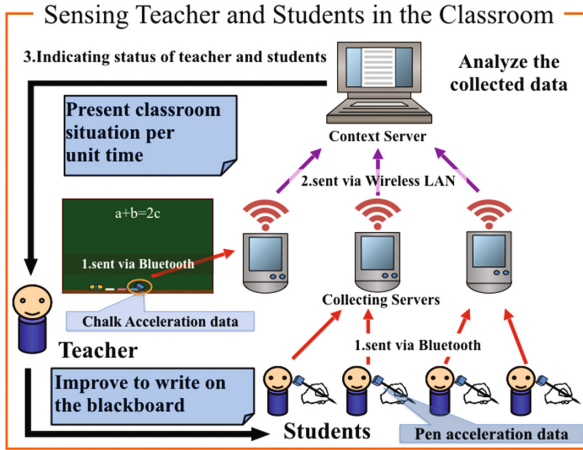 Sensing Teacher and Students in the Classroom
3.Indicating status of teacher and students
Analyze the
collected data
Present classroom
situation per
unit time
Context Server
2.sent via Wireless LAN
a+b=2c
1.sent via Bluetooth
Chalk Acceleration data
Collecting Servers
Teacher
1.sent via Bluetooth
Improve to write on
the blackboard
Students
Pen acceleration data